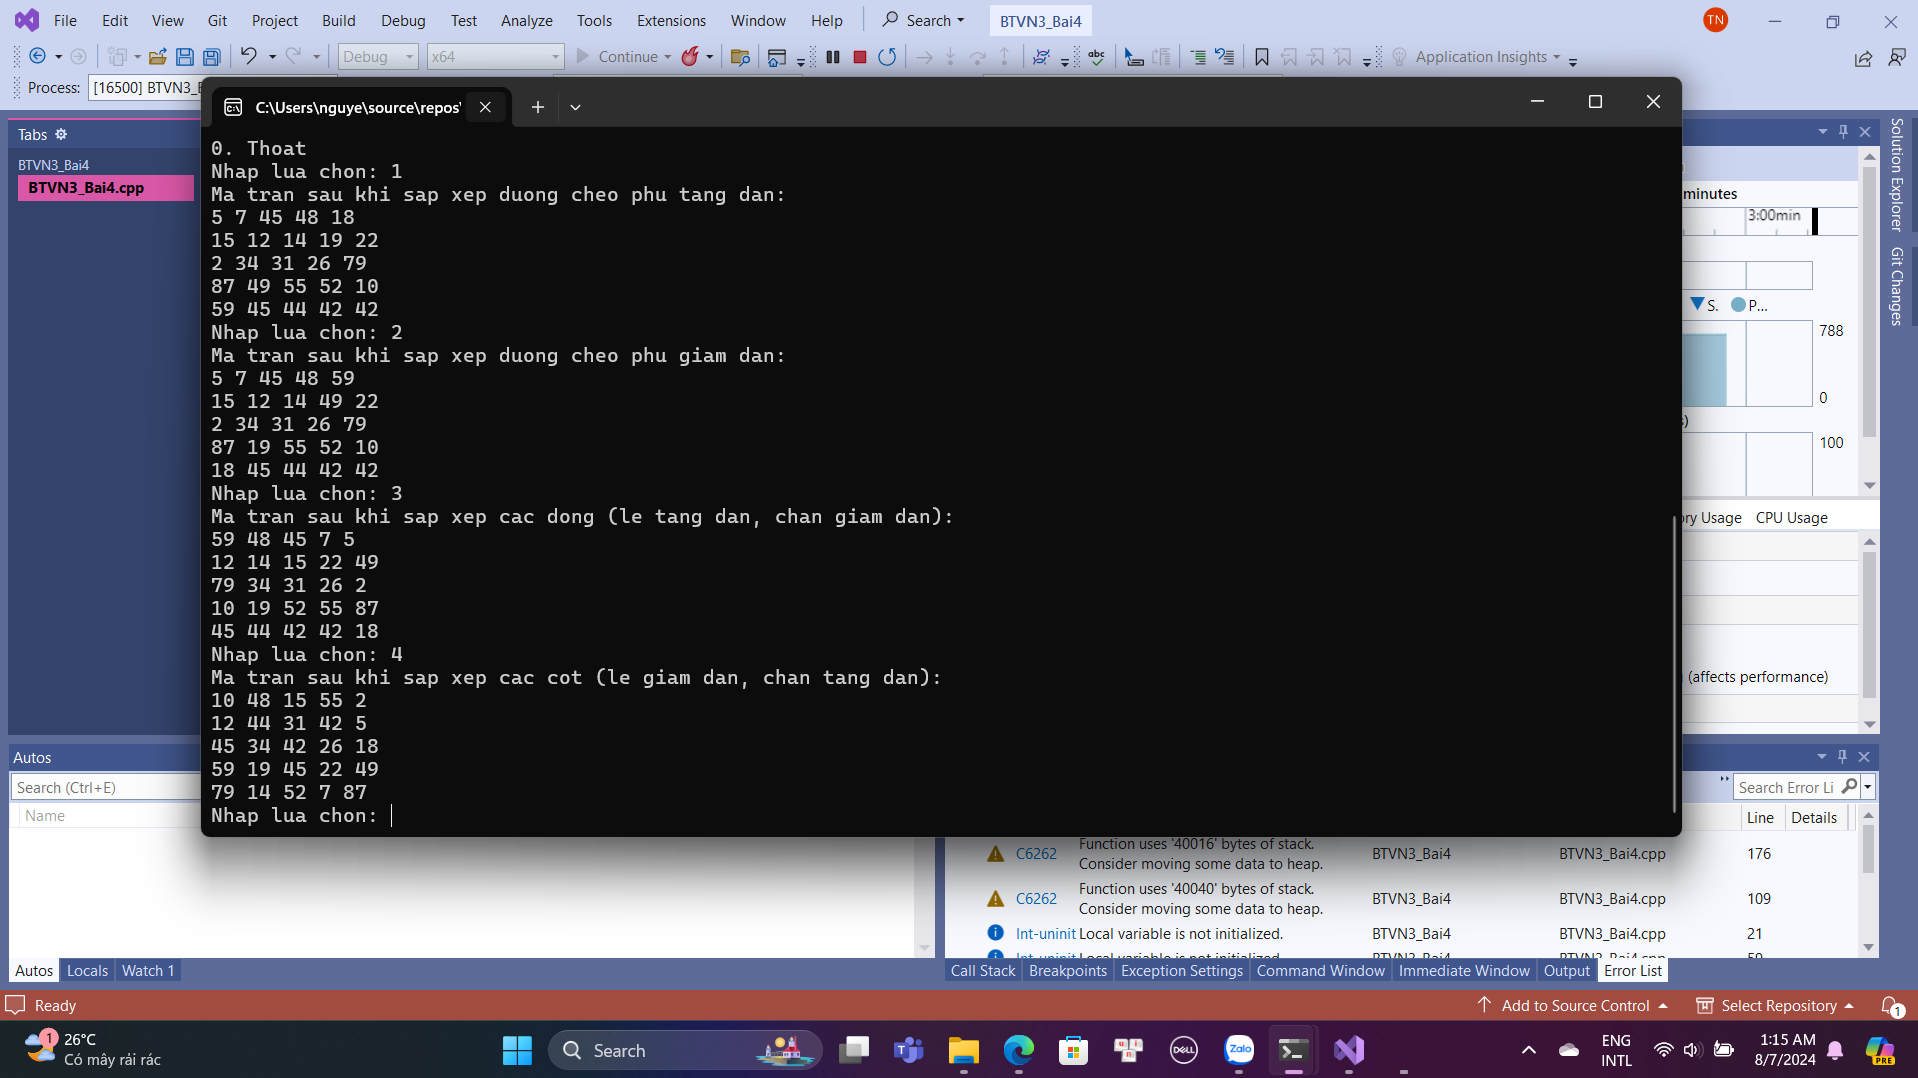 File Edit View Git Project Build Debug Test Analyze Tools Extensions Window Help Search BTVN3_Bai4 TN
Debug x64 Continue abc Application Insights
Process: [16500] BTVN3_B
C:\Users\nguye\source\repos\
Tabs
BTVN3_Bai4
BTVN3_Bai4.cpp
0. Thoat
Nhap lua chon: 1
Ma tran sau khi sap xep duong cheo phu tang dan:
5 7 45 48 18
15 12 14 19 22
2 34 31 26 79
87 49 55 52 10
59 45 44 42 42
Nhap lua chon: 2
Ma tran sau khi sap xep duong cheo phu giam dan:
5 7 45 48 59
15 12 14 49 22
2 34 31 26 79
87 19 55 52 10
18 45 44 42 42
Nhap lua chon: 3
Ma tran sau khi sap xep cac dong (le tang dan, chan giam dan):
59 48 45 7 5
12 14 15 22 49
79 34 31 26 2
10 19 52 55 87
45 44 42 42 18
Nhap lua chon: 4
Ma tran sau khi sap xep cac cot (le giam dan, chan tang dan):
10 48 15 55 2
12 44 31 42 5
45 34 42 26 18
59 19 45 22 49
79 14 52 7 87
Nhap lua chon:
minutes
3:00min
S. P...
788
0
100
ory Usage CPU Usage
(affects performance)
Solution Explorer
Git Changes
Autos
Search (Ctrl+E)
Name
Search Error Li
Line Details
C6262 Function uses '40016' bytes of stack. Consider moving some data to heap. BTVN3_Bai4 BTVN3_Bai4.cpp 176
C6262 Function uses '40040' bytes of stack. Consider moving some data to heap. BTVN3_Bai4 BTVN3_Bai4.cpp 109
Int-uninit Local variable is not initialized. BTVN3_Bai4 BTVN3_Bai4.cpp 21
Autos Locals Watch 1
Call Stack Breakpoints Exception Settings Command Window Immediate Window Output Error List
Ready Add to Source Control Select Repository 1
1 26°C
Có mây rải rác
Search
DELL
Zalo
ENG
INTL
1:15 AM
8/7/2024
PRE